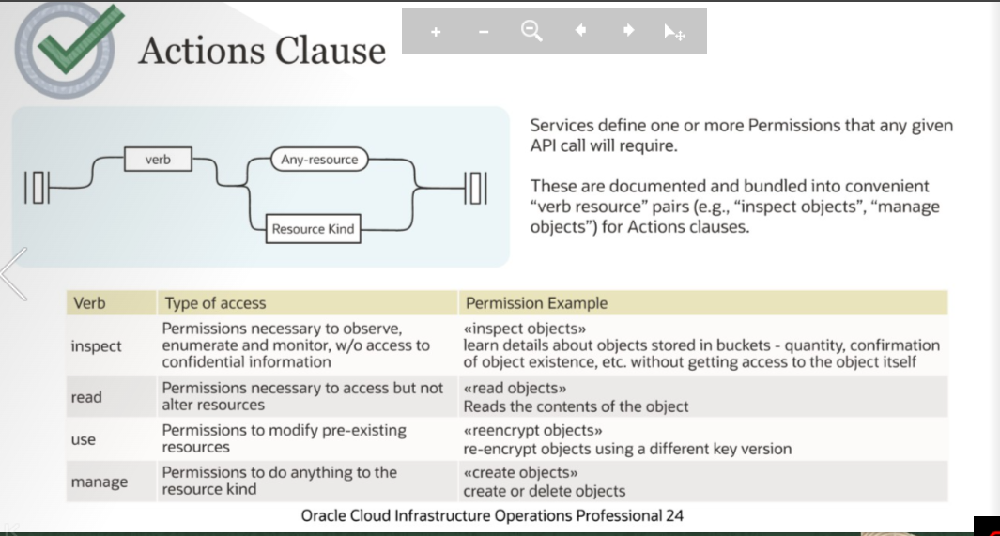 Actions Clause
verb
Any-resource
Resource Kind
Services define one or more Permissions that any given
API call will require.
These are documented and bundled into convenient
“verb resource” pairs (e.g., “inspect objects”, “manage
objects”) for Actions clauses.
Verb
Type of access
Permission Example
inspect
Permissions necessary to observe,
enumerate and monitor, w/o access to
confidential information
«inspect objects»
learn details about objects stored in buckets - quantity, confirmation
of object existence, etc. without getting access to the object itself
read
Permissions necessary to access but not
alter resources
«read objects»
Reads the contents of the object
use
Permissions to modify pre-existing
resources
«reencrypt objects»
re-encrypt objects using a different key version
manage
Permissions to do anything to the
resource kind
«create objects»
create or delete objects
Oracle Cloud Infrastructure Operations Professional 24